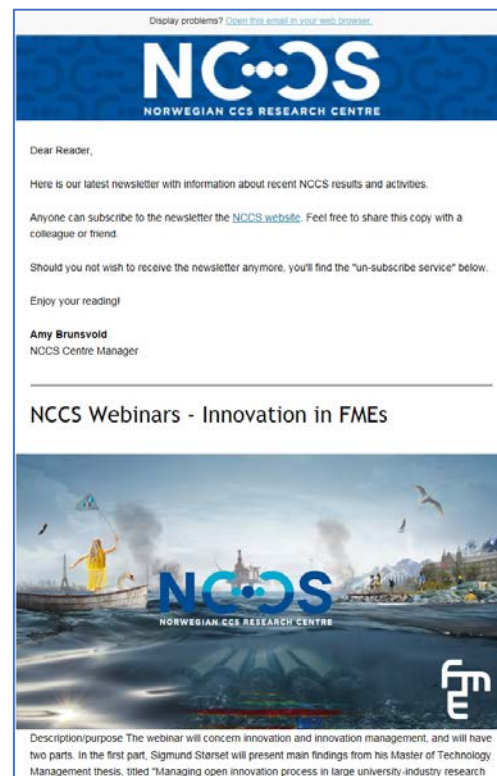 Display problems? Open this email in your web browser.
NCCS
NORWEGIAN CCS RESEARCH CENTRE
Dear Reader,
Here is our latest newsletter with information about recent NCCS results and activities.
Anyone can subscribe to the newsletter the NCCS website. Feel free to share this copy with a
colleague or friend.
Should you not wish to receive the newsletter anymore, you'll find the "un-subscribe service" below.
Enjoy your reading!
Amy Brunsvold
NCCS Centre Manager
NCCS Webinars - Innovation in FMEs
NCCS
NORWEGIAN CCS RESEARCH CENTRE
fme
Description/purpose The webinar will concern innovation and innovation management, and will have
two parts. In the first part, Sigmund Størset will present main findings from his Master of Technology
Management thesis, titled "Managing open innovation process in large university-industry research